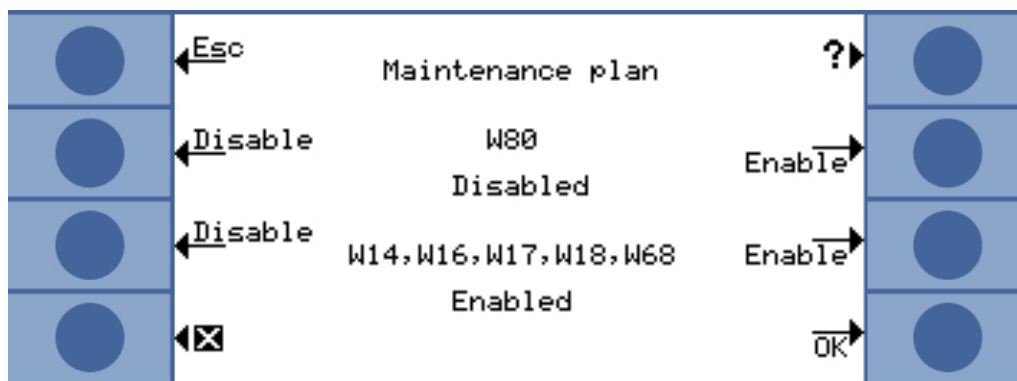 Esc
?
Maintenance plan
Disable
W80
Enable
Disabled
Disable
W14,W16,W17,W18,W68
Enable
Enabled
OK